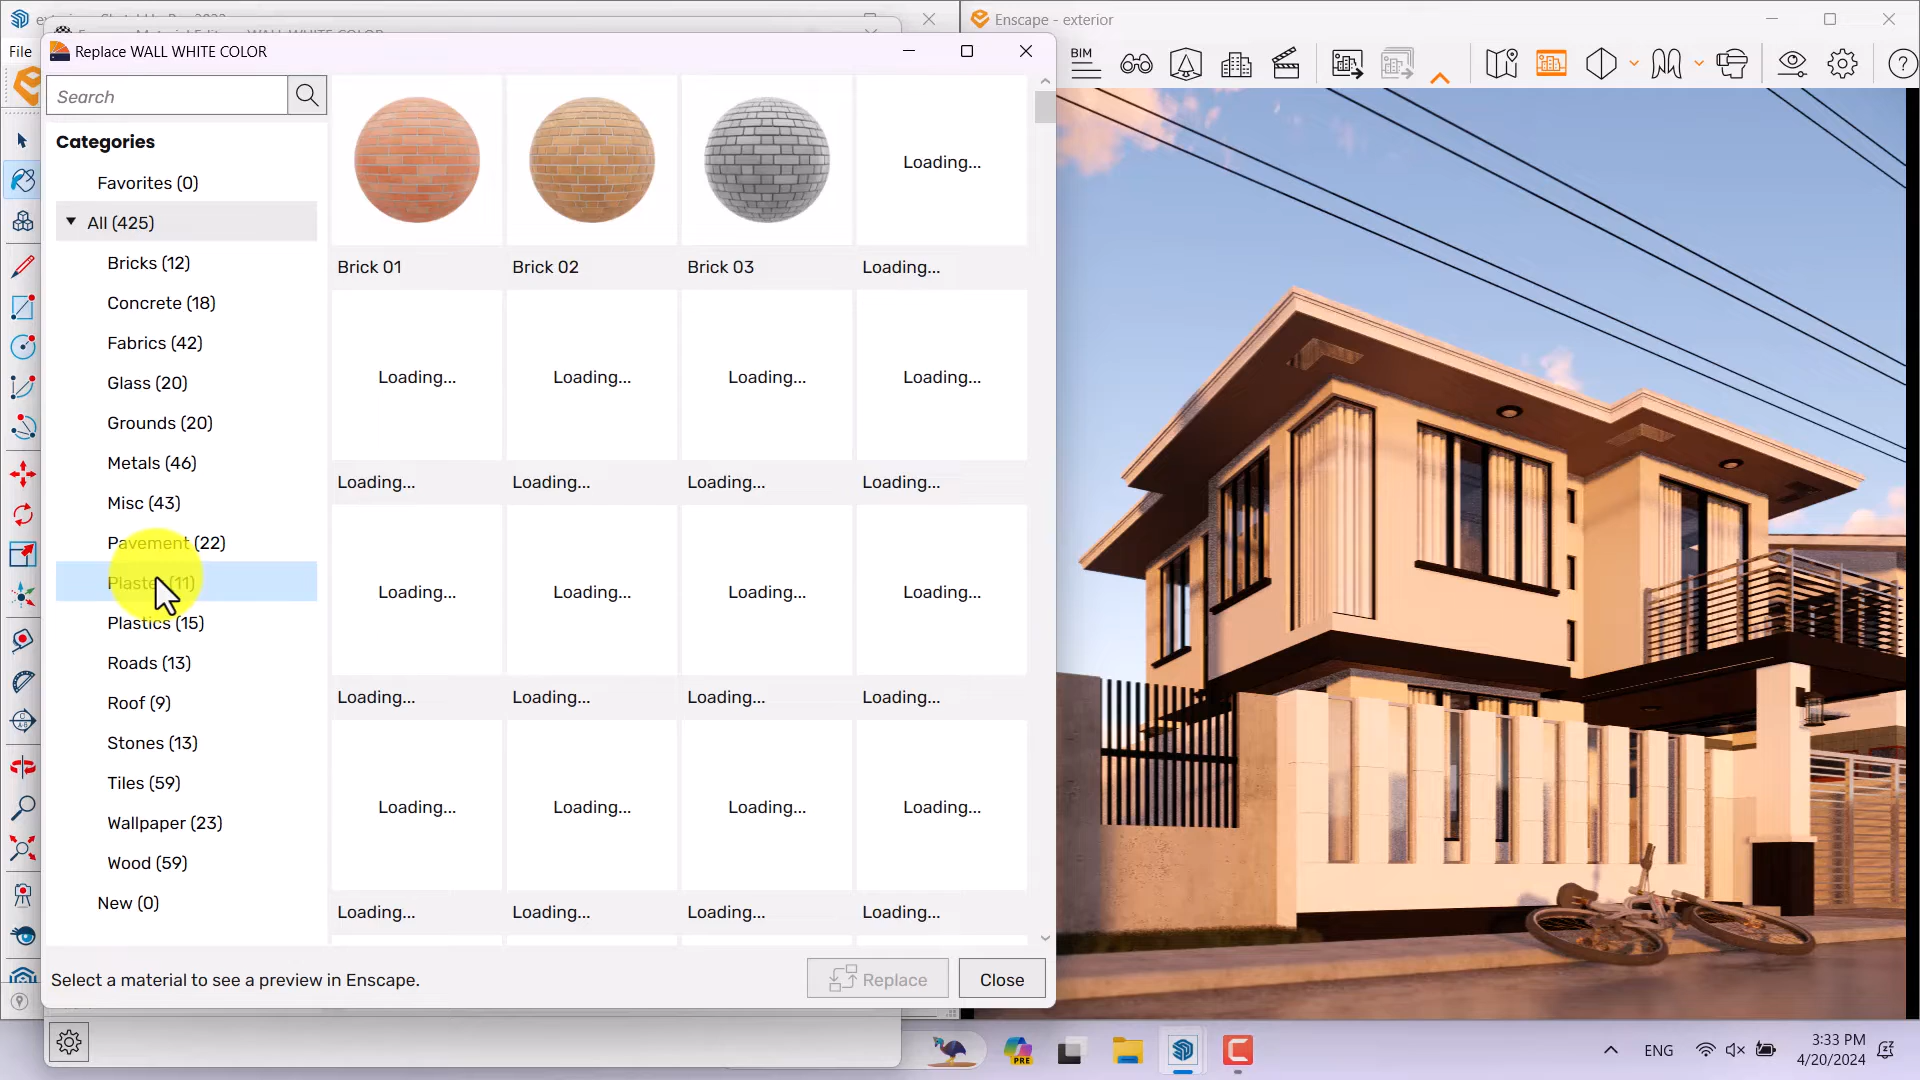 Enscape - exterior
File
Replace WALL WHITE COLOR
BIM
Search
Categories
Favorites (0)
All (425)
Bricks (12)
Concrete (18)
Fabrics (42)
Glass (20)
Grounds (20)
Metals (46)
Misc (43)
Pavement (22)
Plaster (11)
Plastics (15)
Roads (13)
Roof (9)
Stones (13)
Tiles (59)
Wallpaper (23)
Wood (59)
New (0)
Loading...
Brick 01 Brick 02 Brick 03 Loading...
Loading... Loading... Loading... Loading...
Loading... Loading... Loading... Loading...
Loading... Loading... Loading... Loading...
Loading... Loading... Loading... Loading...
Loading... Loading... Loading... Loading...
Loading... Loading... Loading... Loading...
Select a material to see a preview in Enscape.
Replace
Close
PRE
ENG
3:33 PM
4/20/2024